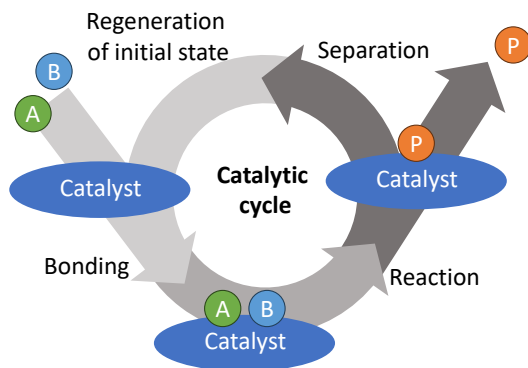 Regeneration
of initial state
Separation
P
B
A
P
Catalyst
Catalytic
cycle
Catalyst
Bonding
Reaction
A
B
Catalyst